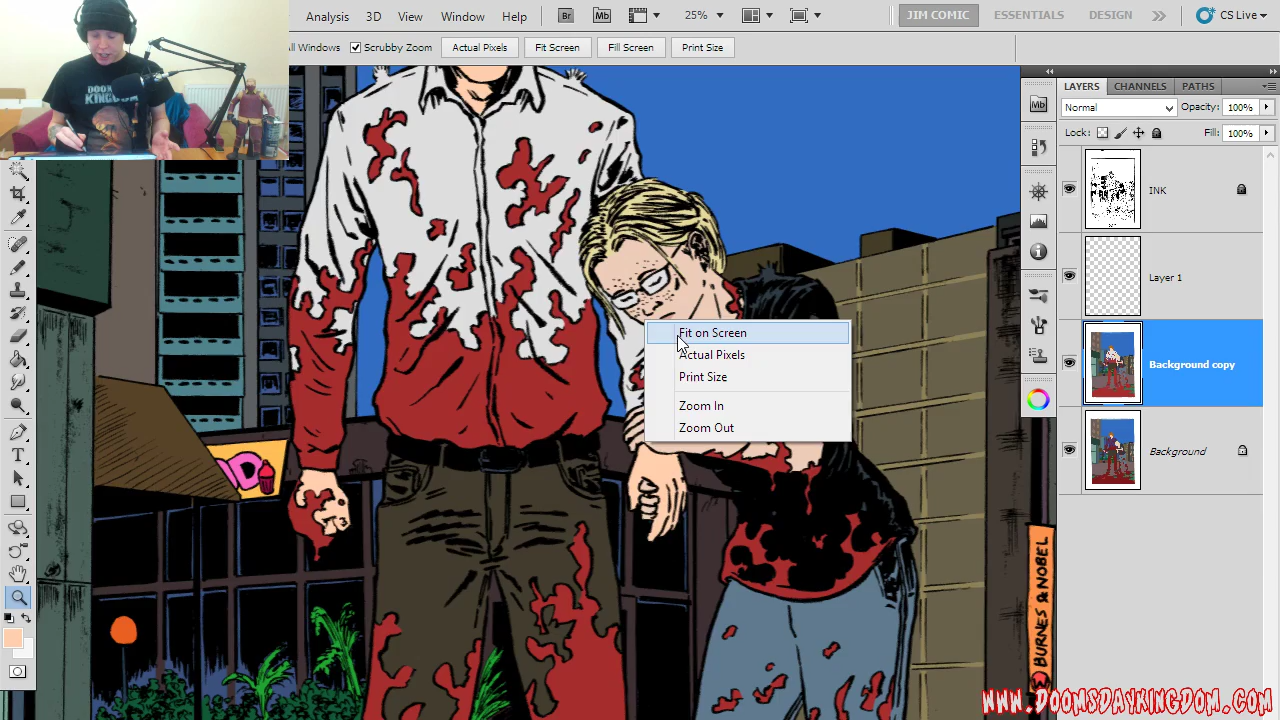 Analysis 3D View Window Help Br Mb 25% JIM COMIC ESSENTIALS DESIGN CS Live
All Windows Scrubby Zoom Actual Pixels Fit Screen Fill Screen Print Size
LAYERS CHANNELS PATHS
Normal Opacity: 100%
Lock: Fill: 100%
INK
Layer 1
Background copy
Background
DOOM
KINGDOM
Mb
Fit on Screen
Actual Pixels
Print Size
Zoom In
Zoom Out
BURNES & NOBEL
WWW.DOOMSDAYKINGDOM.COM